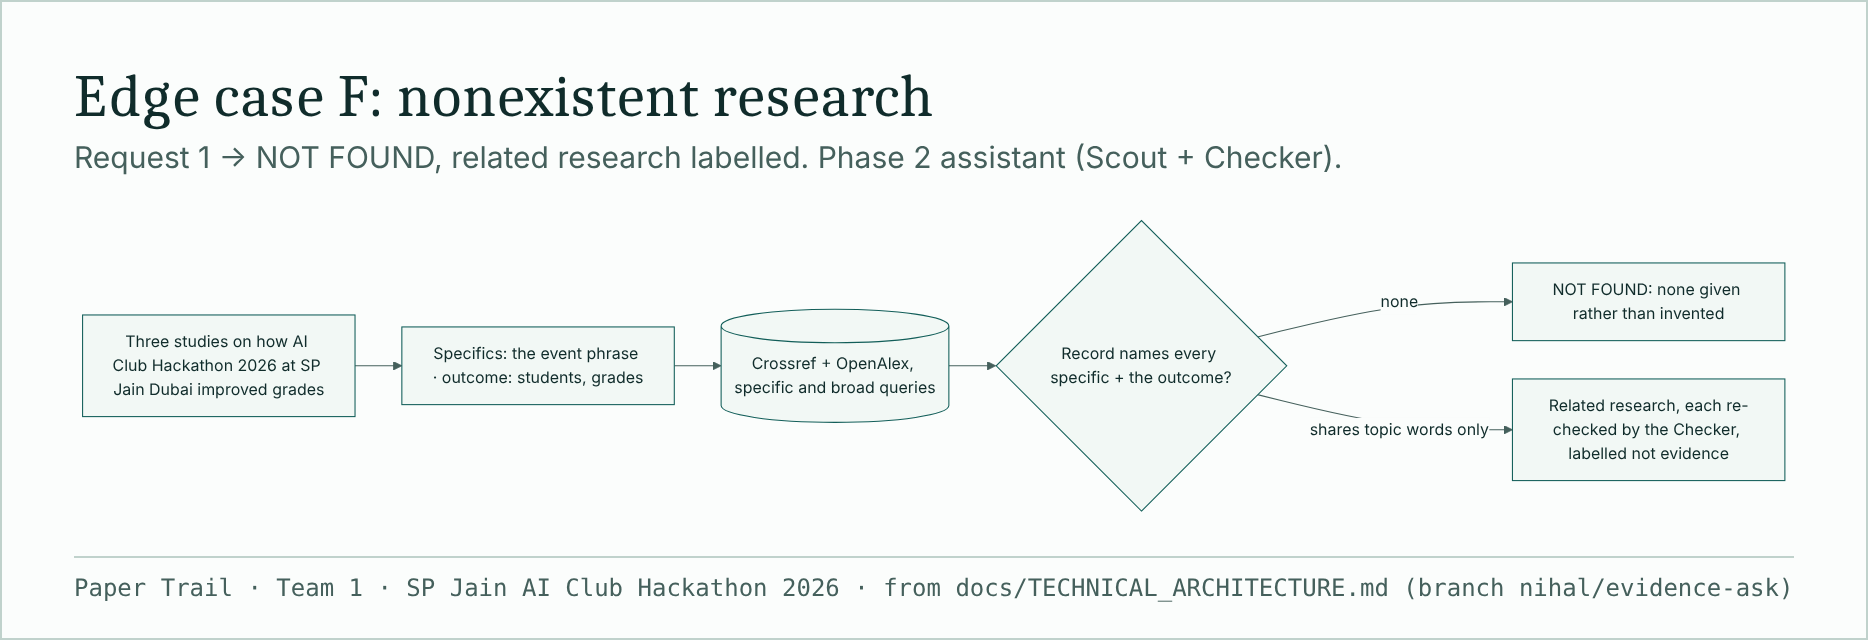 Edge case F: nonexistent research
Request 1 → NOT FOUND, related research labelled. Phase 2 assistant (Scout + Checker).
Three studies on how AI
Club Hackathon 2026 at SP
Jain Dubai improved grades
Specifics: the event phrase
· outcome: students, grades
Crossref + OpenAlex,
specific and broad queries
Record names every
specific + the outcome?
none
shares topic words only
NOT FOUND: none given
rather than invented
Related research, each re-
checked by the Checker,
labelled not evidence
Paper Trail · Team 1 · SP Jain AI Club Hackathon 2026 · from docs/TECHNICAL_ARCHITECTURE.md (branch nihal/evidence-ask)